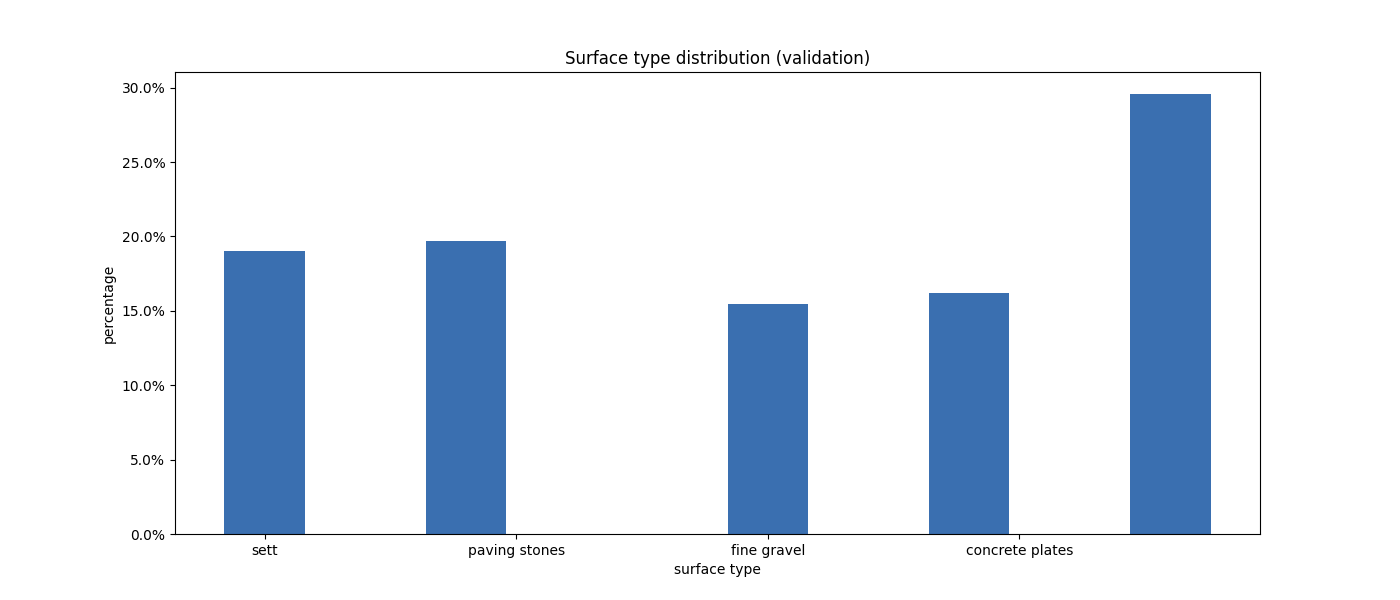 Surface type distribution (validation)
30.0%
25.0%
20.0%
15.0%
10.0%
5.0%
0.0%
percentage
sett
paving stones
fine gravel
concrete plates
surface type